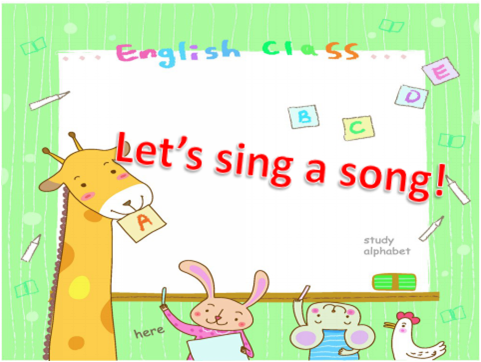 English Class
E
D
B
C
Let's sing a song!
A
study
alphabet
here